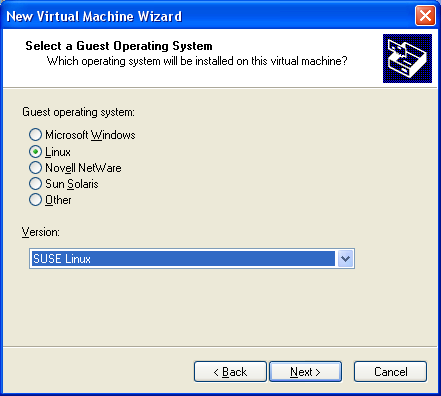 New Virtual Machine Wizard
Select a Guest Operating System
Which operating system will be installed on this virtual machine?
Guest operating system:
Microsoft Windows
Linux
Novell NetWare
Sun Solaris
Other
Version:
SUSE Linux
< Back Next > Cancel